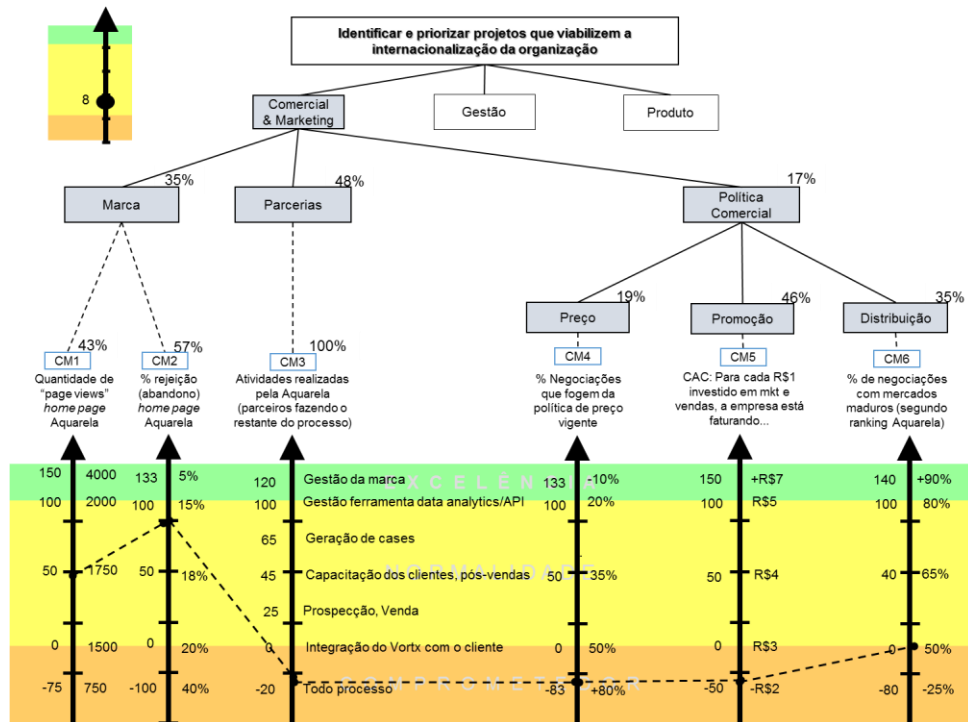 Identificar e priorizar projetos que viabilizem a
internacionalização da organização
8
Comercial
& Marketing
Gestão
Produto
35%
48%
17%
Marca
Parcerias
Política
Comercial
19%
46%
35%
Preço
Promoção
Distribuição
43%
57%
100%
CM1
CM2
CM3
CM4
CM5
CM6
Quantidade de
"page views"
home page
Aquarela
% rejeição
(abandono)
home page
Aquarela
Atividades realizadas
pela Aquarela
(parceiros fazendo o
restante do processo)
% Negociações
que fogem da
política de preço
vigente
CAC: Para cada R$1
investido em mkt e
vendas, a empresa está
faturando...
% de negociações
com mercados
maduros (segundo
ranking Aquarela)
150 4000 133 5% 120 Gestão da marca 133 -10% 150 +R$7 140 +90%
EXCELÊNCIA
100 2000 100 15% 100 Gestão ferramenta data analytics/API 100 20% 100 R$5 100 80%
65 Geração de cases
NORMALIDADE
50 1750 50 18% 45 Capacitação dos clientes, pós-vendas 50 35% 50 R$4 40 65%
25 Prospecção, Venda
0 1500 0 20% 0 Integração do Vortx com o cliente 0 50% 0 R$3 0 50%
COMPROMETEDOR
-75 750 -100 40% -20 Todo processo -83 +80% -50 -R$2 -80 -25%